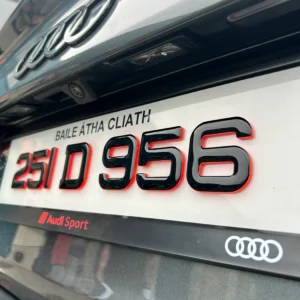 BAILE ÁTHA CLIATH
251 D 956
Audi Sport